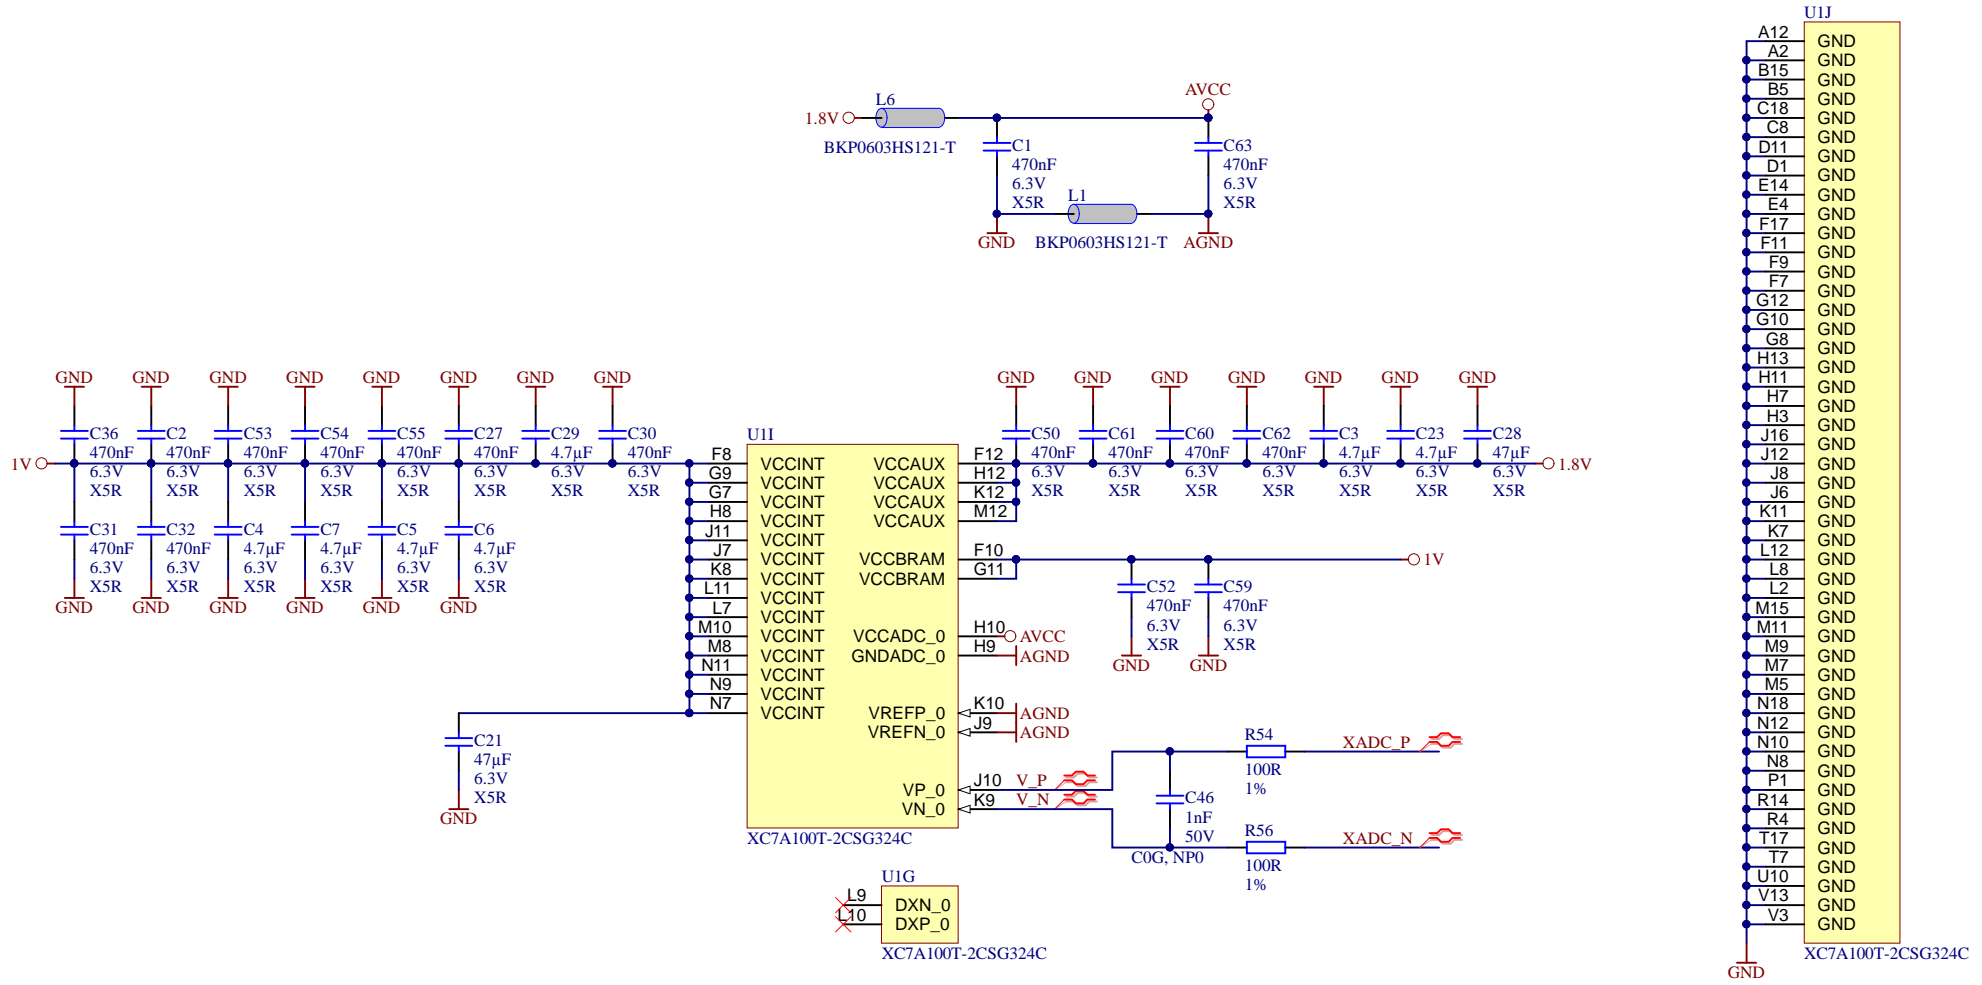 U1J
A12 GND
A2 GND
B15 GND
B5 GND
C18 GND
C8 GND
D11 GND
D1 GND
E14 GND
E4 GND
F17 GND
F11 GND
F9 GND
F7 GND
G12 GND
G10 GND
G8 GND
H13 GND
H11 GND
H7 GND
H3 GND
J16 GND
J12 GND
J8 GND
J6 GND
K11 GND
K7 GND
L12 GND
L8 GND
L2 GND
M15 GND
M11 GND
M9 GND
M7 GND
M5 GND
N18 GND
N12 GND
N10 GND
N8 GND
P1 GND
R14 GND
R4 GND
T17 GND
T7 GND
U10 GND
V13 GND
V3 GND
XC7A100T-2CSG324C
GND
AVCC
L6
1.8V
BKP0603HS121-T
C1
470nF
6.3V
X5R
C63
470nF
6.3V
X5R
L1
GND
BKP0603HS121-T
AGND
GND GND GND GND GND GND GND GND
C36 C2 C53 C54 C55 C27 C29 C30
470nF 470nF 470nF 470nF 470nF 470nF 4.7µF 470nF
1V
6.3V 6.3V 6.3V 6.3V 6.3V 6.3V 6.3V 6.3V
X5R X5R X5R X5R X5R X5R X5R X5R
C31 C32 C4 C7 C5 C6
470nF 470nF 4.7µF 4.7µF 4.7µF 4.7µF
6.3V 6.3V 6.3V 6.3V 6.3V 6.3V
X5R X5R X5R X5R X5R X5R
GND GND GND GND GND GND
C21
47µF
6.3V
X5R
GND
U1I
F8 VCCINT
G9 VCCINT
G7 VCCINT
H8 VCCINT
J11 VCCINT
J7 VCCINT
K8 VCCINT
L11 VCCINT
L7 VCCINT
M10 VCCINT
M8 VCCINT
N11 VCCINT
N9 VCCINT
N7 VCCINT
VCCAUX F12
VCCAUX H12
VCCAUX K12
VCCAUX M12
VCCBRAM F10
VCCBRAM G11
VCCADC_0 H10 AVCC
GNDADC_0 H9 AGND
VREFP_0 K10 AGND
VREFN_0 J9 AGND
VP_0 J10 V_P
VN_0 K9 V_N
XC7A100T-2CSG324C
GND GND GND GND GND GND GND
C50 C61 C60 C62 C3 C23 C28
470nF 470nF 470nF 470nF 4.7µF 4.7µF 47µF
1.8V
6.3V 6.3V 6.3V 6.3V 6.3V 6.3V 6.3V
X5R X5R X5R X5R X5R X5R X5R
1V
C52 C59
470nF 470nF
6.3V 6.3V
X5R X5R
GND GND
R54
XADC_P
100R
1%
C46
1nF
50V
C0G, NP0
R56
XADC_N
100R
1%
U1G
L9 DXN_0
L10 DXP_0
XC7A100T-2CSG324C